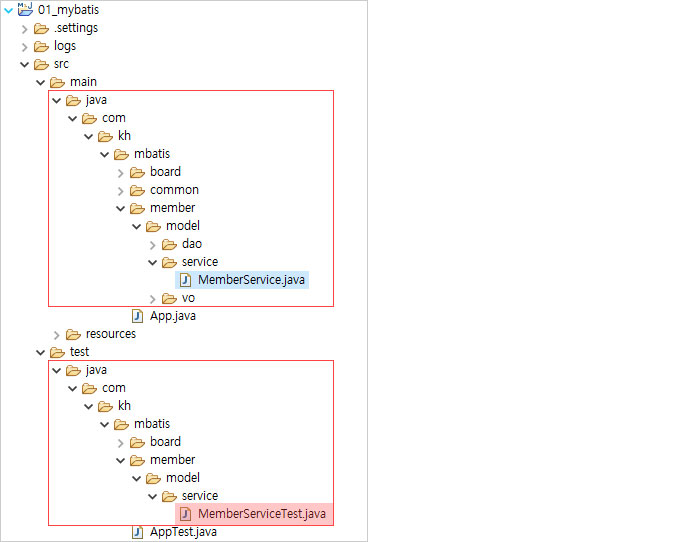 01_mybatis
.settings
logs
src
main
java
com
kh
mbatis
board
common
member
model
dao
service
MemberService.java
vo
App.java
resources
test
java
com
kh
mbatis
board
member
model
service
MemberServiceTest.java
AppTest.java